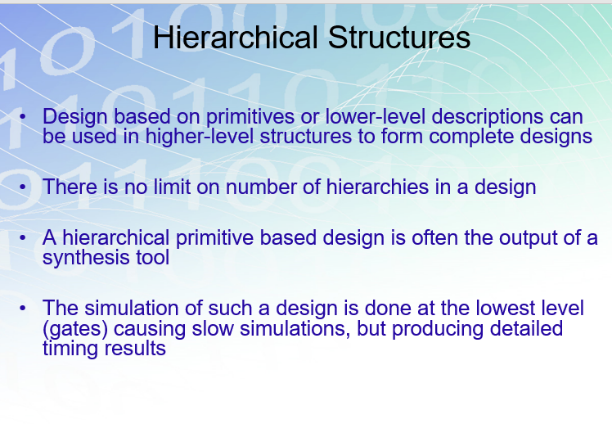 Hierarchical Structures
• Design based on primitives or lower-level descriptions can
be used in higher-level structures to form complete designs
• There is no limit on number of hierarchies in a design
• A hierarchical primitive based design is often the output of a
synthesis tool
• The simulation of such a design is done at the lowest level
(gates) causing slow simulations, but producing detailed
timing results